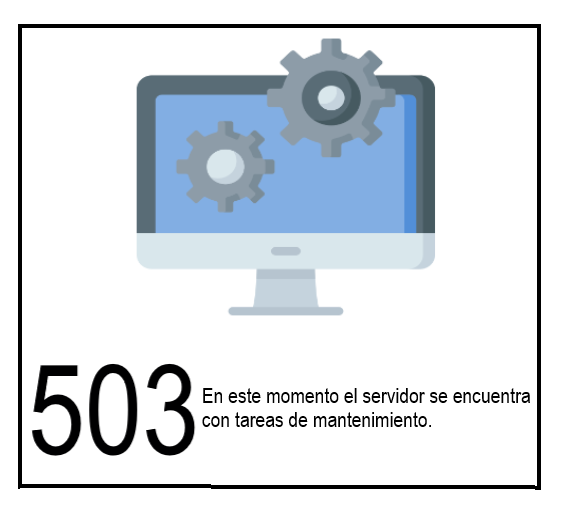 503
En este momento el servidor se encuentra
con tareas de mantenimiento.